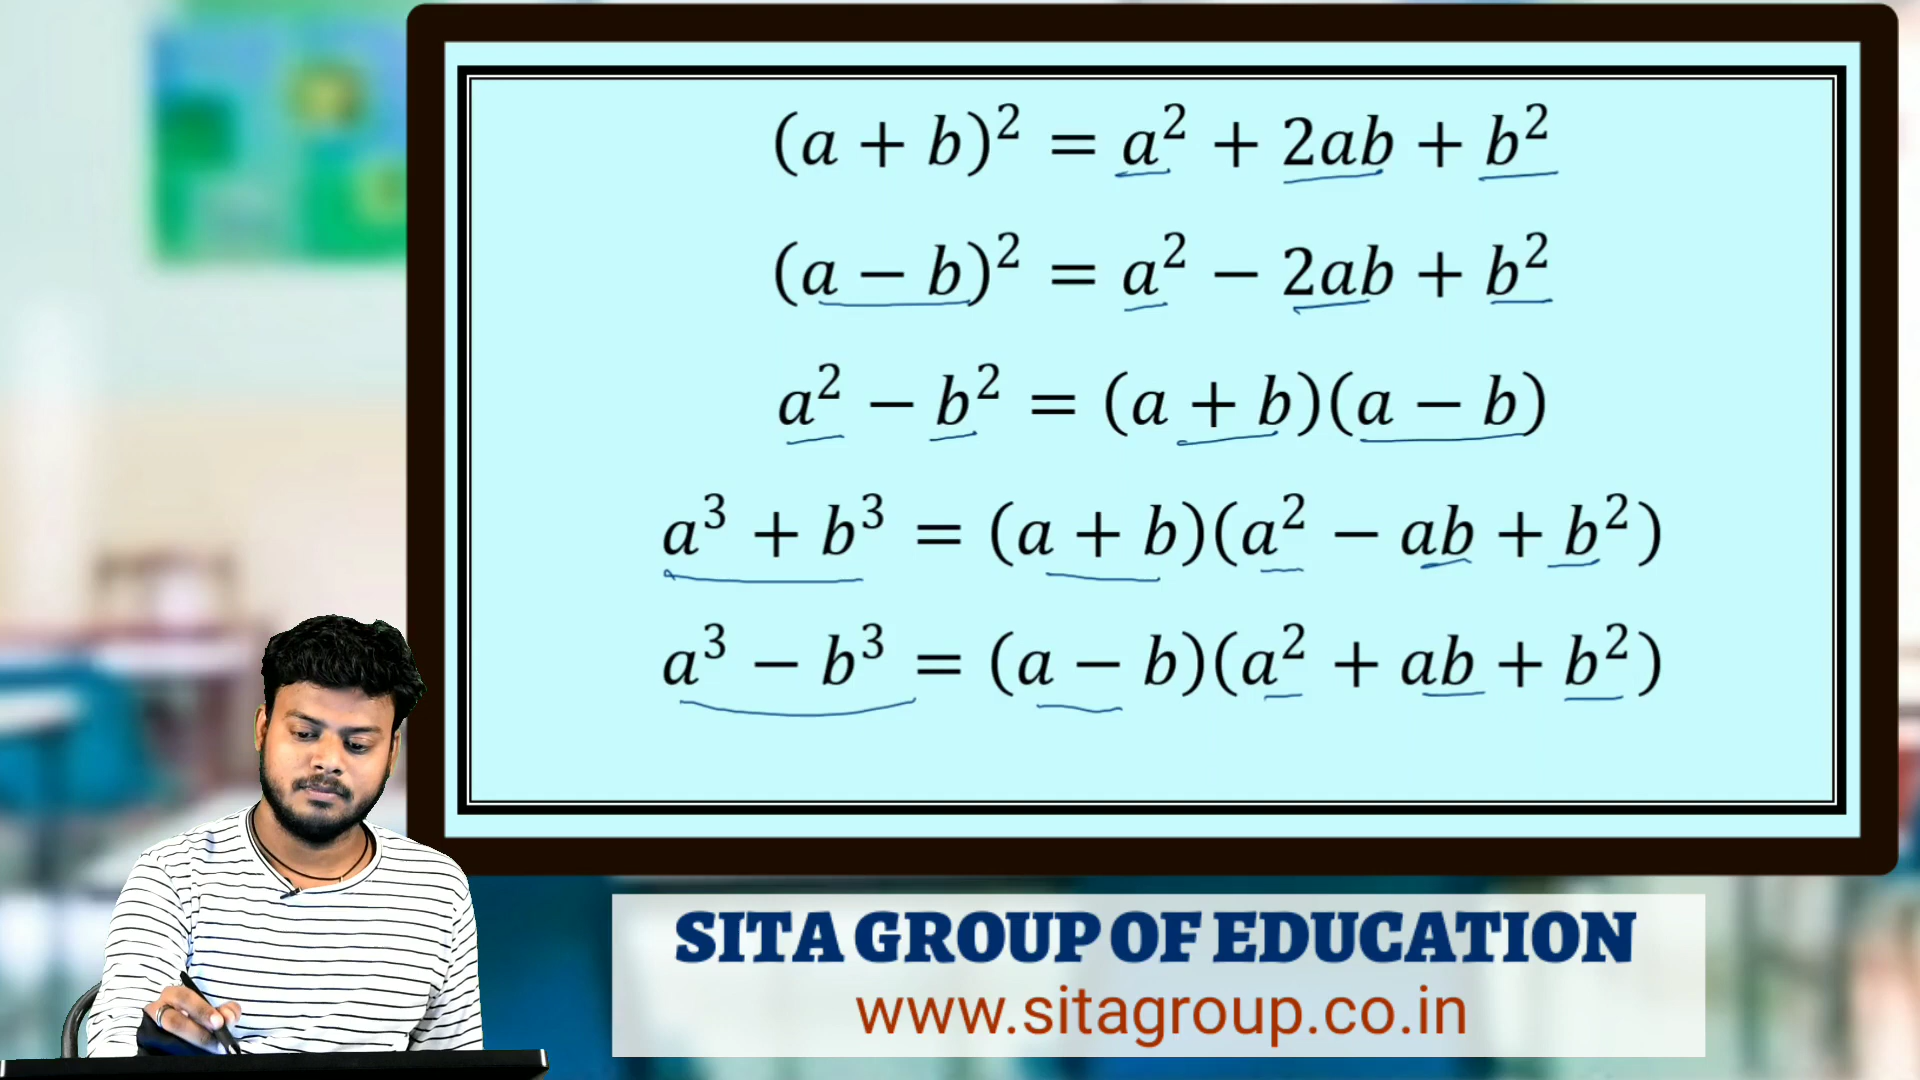 (a + b)² = a² + 2ab + b²
(a − b)² = a² − 2ab + b²
a² − b² = (a + b)(a − b)
a³ + b³ = (a + b)(a² − ab + b²)
a³ − b³ = (a − b)(a² + ab + b²)
SITA GROUP OF EDUCATION
www.sitagroup.co.in